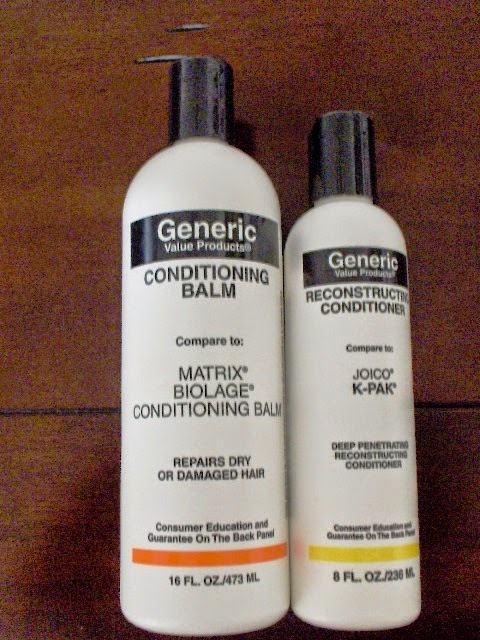 Generic
Value Products®
CONDITIONING
BALM
Compare to:
MATRIX®
BIOLAGE®
CONDITIONING BALM
REPAIRS DRY
OR DAMAGED HAIR
Consumer Education and
Guarantee On The Back Panel
16 FL. OZ./473 ML
Generic
Value Products®
RECONSTRUCTING
CONDITIONER
Compare to:
JOICO®
K-PAK®
DEEP PENETRATING
RECONSTRUCTING
CONDITIONER
Consumer Education and
Guarantee On The Back Panel
8 FL. OZ./236 ML